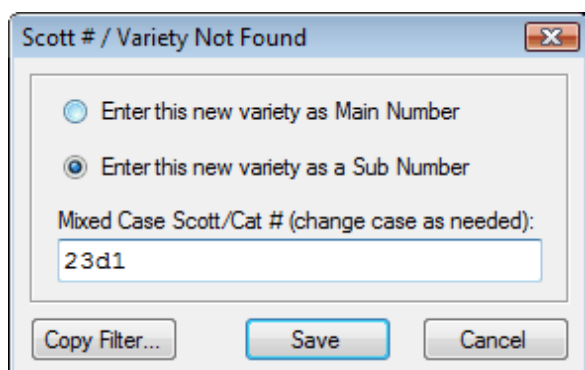 Scott # / Variety Not Found
Enter this new variety as Main Number
Enter this new variety as a Sub Number
Mixed Case Scott/Cat # (change case as needed):
23d1
Copy Filter... Save Cancel